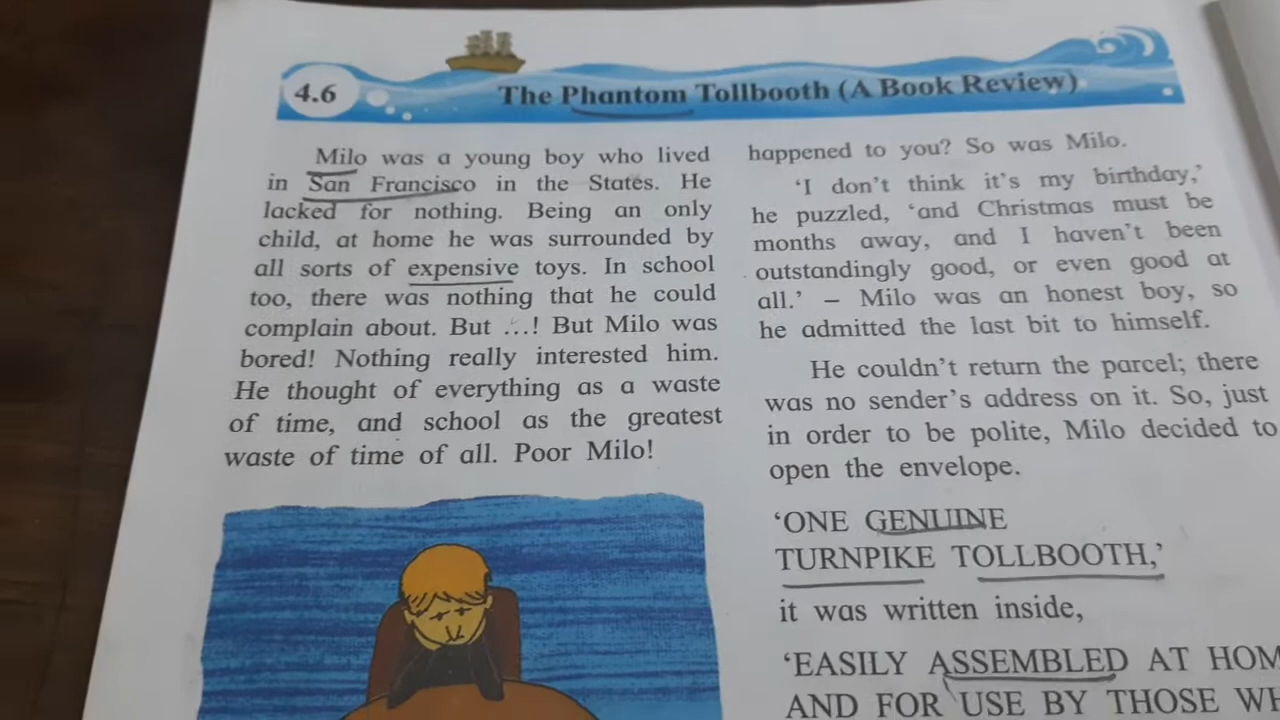 4.6
The Phantom Tollbooth (A Book Review)
Milo was a young boy who lived
in San Francisco in the States. He
lacked for nothing. Being an only
child, at home he was surrounded by
all sorts of expensive toys. In school
too, there was nothing that he could
complain about. But ...! But Milo was
bored! Nothing really interested him.
He thought of everything as a waste
of time, and school as the greatest
waste of time of all. Poor Milo!
happened to you? So was Milo.
‘I don’t think it’s my birthday,’
he puzzled, ‘and Christmas must be
months away, and I haven’t been
outstandingly good, or even good at
all.’ – Milo was an honest boy, so
he admitted the last bit to himself.
He couldn’t return the parcel; there
was no sender’s address on it. So, just
in order to be polite, Milo decided to
open the envelope.
‘ONE GENUINE
TURNPIKE TOLLBOOTH,’
it was written inside,
‘EASILY ASSEMBLED AT HOM
AND FOR USE BY THOSE WH